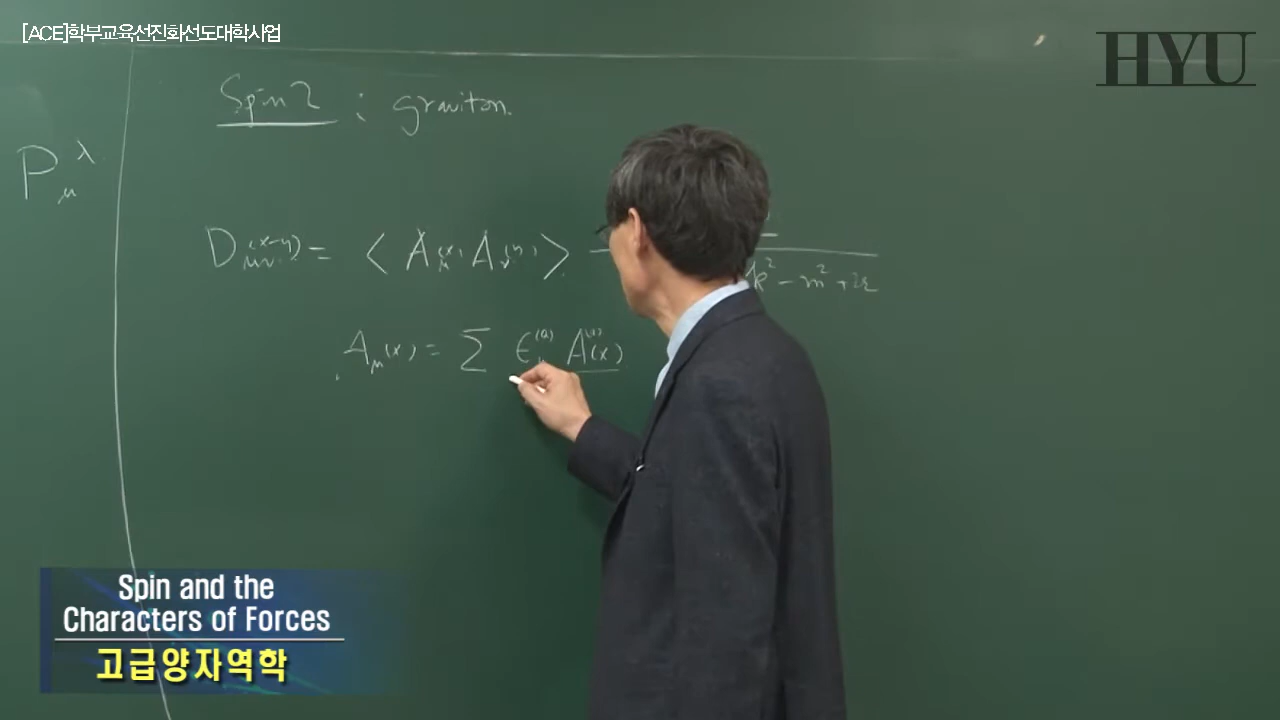 [ACE]학부교육선진화선도대학사업
HYU
Spin 2 : graviton.
P_μ^λ
D_μν(x-y) = ⟨ A_μ(x) A_ν(y) ⟩ k² - m² + iε
A_μ(x) = Σ ϵ^(a) A^(a)(x)
Spin and the
Characters of Forces
고급양자역학